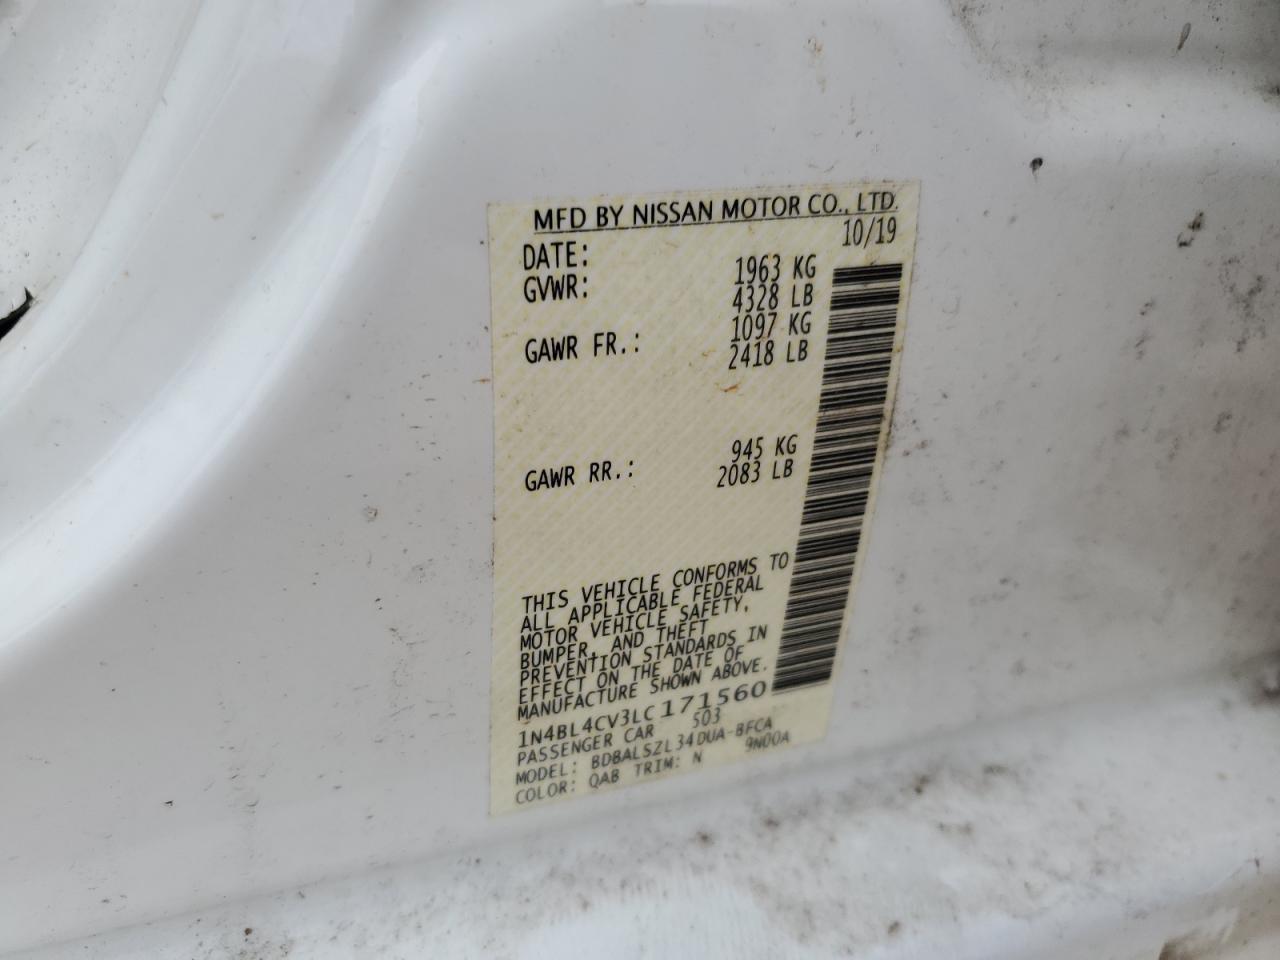 MFD BY NISSAN MOTOR CO., LTD.
DATE: 10/19
GVWR: 1963 KG
4328 LB
GAWR FR.: 1097 KG
2418 LB
GAWR RR.: 945 KG
2083 LB
THIS VEHICLE CONFORMS TO
ALL APPLICABLE FEDERAL
MOTOR VEHICLE SAFETY,
BUMPER, AND THEFT
PREVENTION STANDARDS IN
EFFECT ON THE DATE OF
MANUFACTURE SHOWN ABOVE.
1N4BL4CV3LC171560
PASSENGER CAR 503
MODEL: BDBALSZL34DUA-BFCA
COLOR: QAB TRIM: N 9N00A